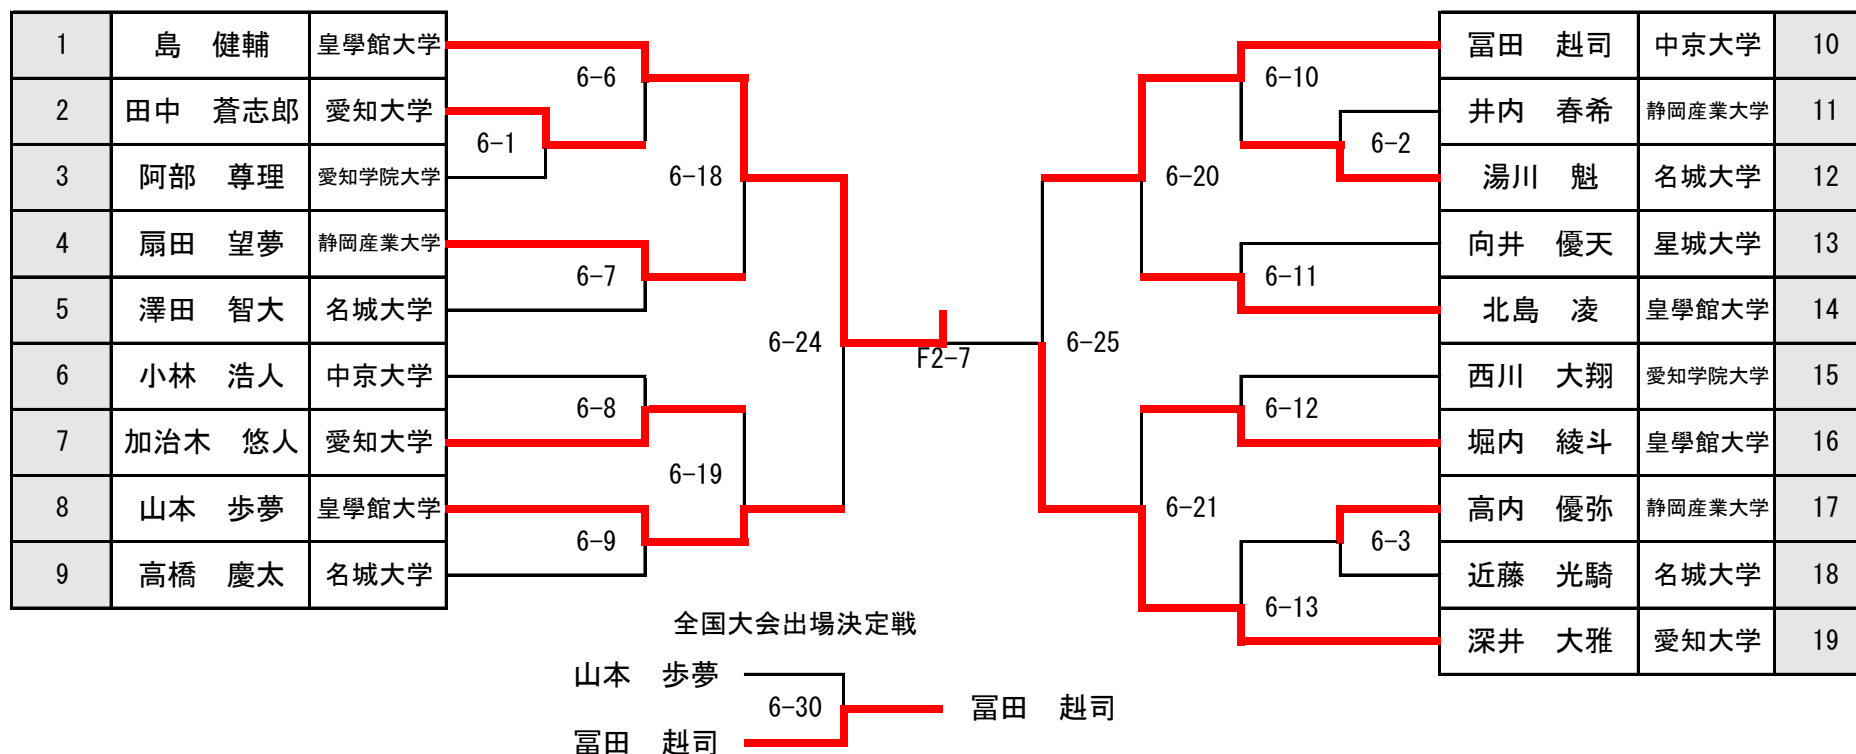 1 島 健輔 皇學館大学
冨田 赳司 中京大学 10
6-6
6-10
2 田中 蒼志郎 愛知大学
井内 春希 静岡産業大学 11
6-1
6-2
3 阿部 尊理 愛知学院大学
6-18
6-20
湯川 魁 名城大学 12
4 扇田 望夢 静岡産業大学
向井 優天 星城大学 13
6-7
6-11
5 澤田 智大 名城大学
北島 凌 皇學館大学 14
6-24
F2-7
6-25
6 小林 浩人 中京大学
西川 大翔 愛知学院大学 15
6-8
6-12
7 加治木 悠人 愛知大学
堀内 綾斗 皇學館大学 16
6-19
6-21
8 山本 歩夢 皇學館大学
高内 優弥 静岡産業大学 17
6-9
6-3
9 高橋 慶太 名城大学
近藤 光騎 名城大学 18
6-13
全国大会出場決定戦
深井 大雅 愛知大学 19
山本 歩夢
6-30
冨田 赳司
冨田 赳司